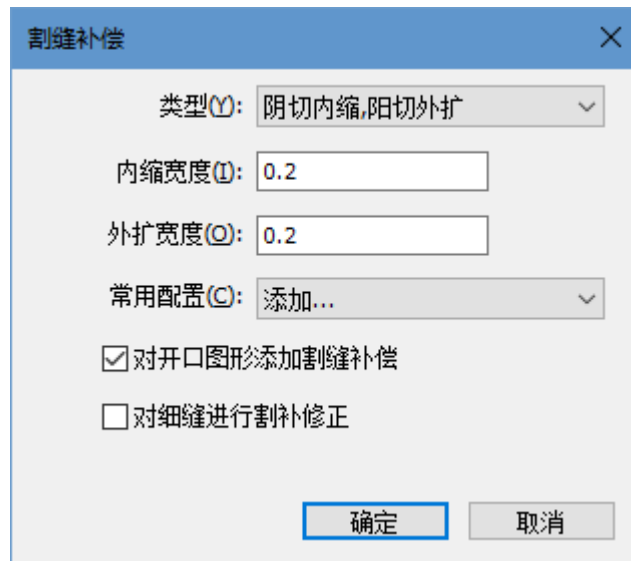 割缝补偿
类型(Y): 阴切内缩,阳切外扩
内缩宽度(I): 0.2
外扩宽度(O): 0.2
常用配置(C): 添加...
对开口图形添加割缝补偿
对细缝进行割补修正
确定 取消